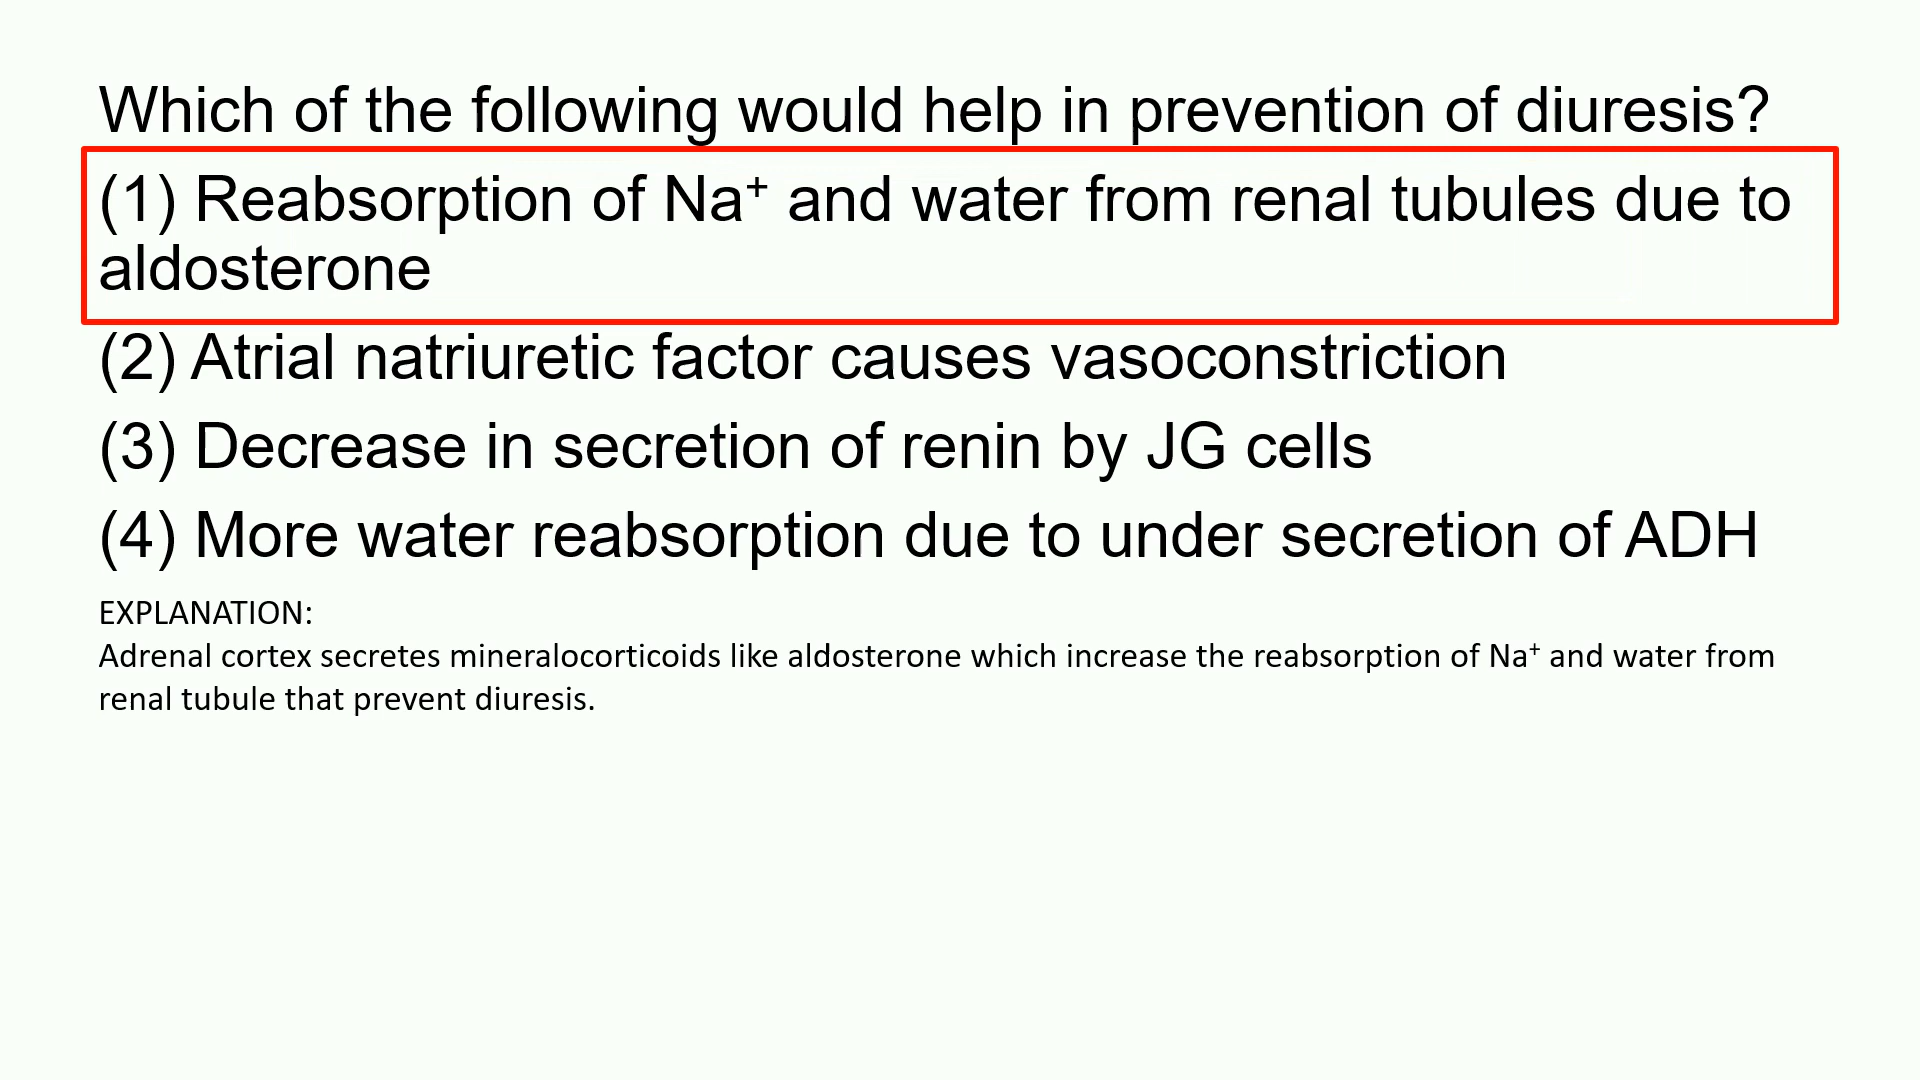 Which of the following would help in prevention of diuresis?
(1) Reabsorption of Na⁺ and water from renal tubules due to
aldosterone
(2) Atrial natriuretic factor causes vasoconstriction
(3) Decrease in secretion of renin by JG cells
(4) More water reabsorption due to under secretion of ADH
EXPLANATION:
Adrenal cortex secretes mineralocorticoids like aldosterone which increase the reabsorption of Na⁺ and water from
renal tubule that prevent diuresis.